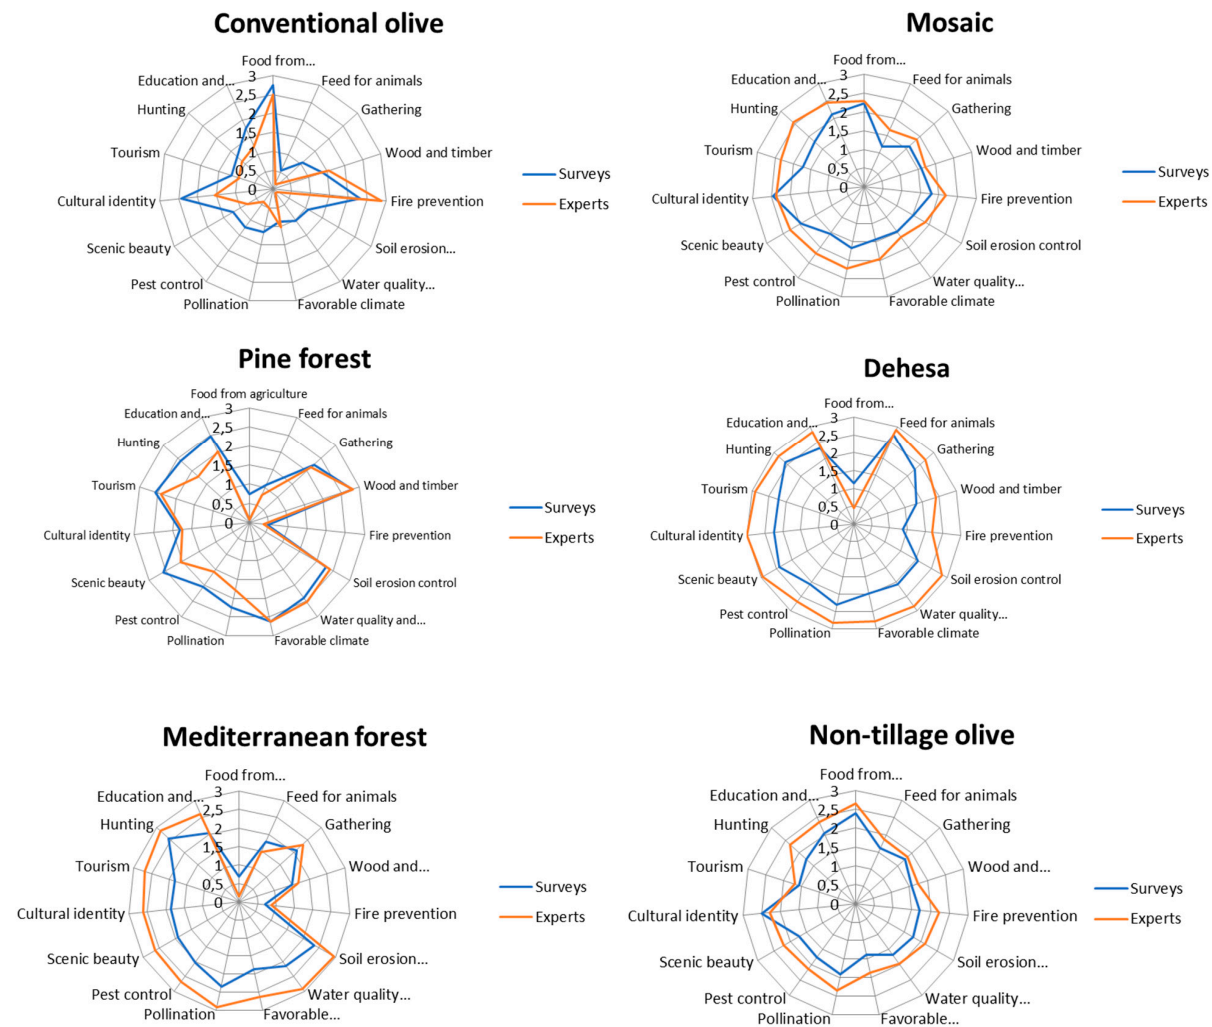 Conventional olive
Food from...
Education and...
Feed for animals
Hunting
Gathering
Tourism
Wood and timber
Cultural identity
Fire prevention
Scenic beauty
Soil erosion...
Pest control
Water quality...
Pollination
Favorable climate
3
2,5
2
1,5
1
0,5
0
Surveys
Experts
Mosaic
Food from...
Education and...
Feed for animals
Hunting
Gathering
Tourism
Wood and timber
Cultural identity
Fire prevention
Scenic beauty
Soil erosion control
Pest control
Water quality...
Pollination
Favorable climate
3
2,5
2
1,5
1
0,5
0
Surveys
Experts
Pine forest
Food from agriculture
Education and...
Feed for animals
Hunting
Gathering
Tourism
Wood and timber
Cultural identity
Fire prevention
Scenic beauty
Soil erosion control
Pest control
Water quality and...
Pollination
Favorable climate
3
2,5
2
1,5
1
0,5
0
Surveys
Experts
Dehesa
Food from...
Education and...
Feed for animals
Hunting
Gathering
Tourism
Wood and timber
Cultural identity
Fire prevention
Scenic beauty
Soil erosion control
Pest control
Water quality...
Pollination
Favorable climate
3
2,5
2
1,5
1
0,5
0
Surveys
Experts
Mediterranean forest
Food from...
Education and...
Feed for animals
Hunting
Gathering
Tourism
Wood and...
Cultural identity
Fire prevention
Scenic beauty
Soil erosion...
Pest control
Water quality...
Pollination
Favorable...
3
2,5
2
1,5
1
0,5
0
Surveys
Experts
Non-tillage olive
Food from...
Education and...
Feed for animals
Hunting
Gathering
Tourism
Wood and...
Cultural identity
Fire prevention
Scenic beauty
Soil erosion...
Pest control
Water quality...
Pollination
Favorable...
3
2,5
2
1,5
1
0,5
0
Surveys
Experts